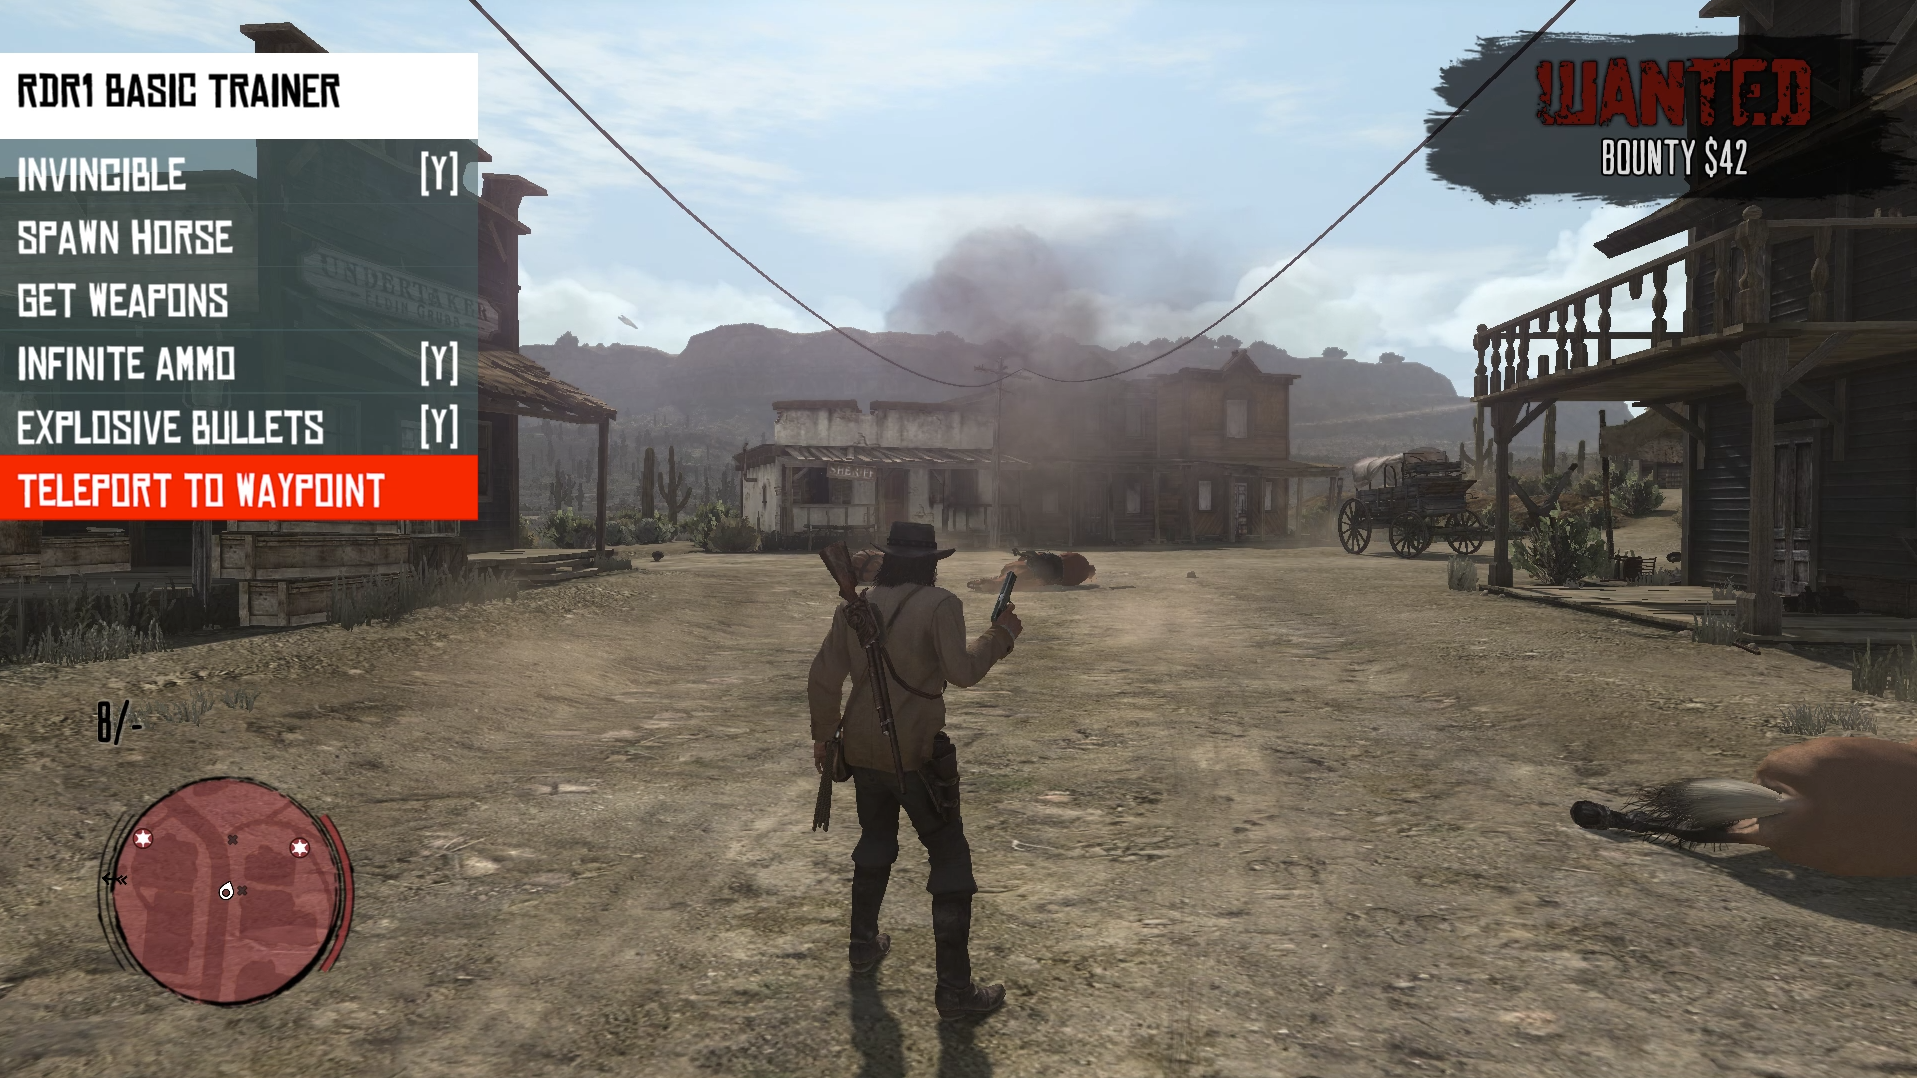 RDR1 BASIC TRAINER
INVINCIBLE [Y]
SPAWN HORSE
GET WEAPONS
INFINITE AMMO [Y]
EXPLOSIVE BULLETS [Y]
TELEPORT TO WAYPOINT
WANTED
BOUNTY $42
UNDERTAKER
SHERIFF
8/-